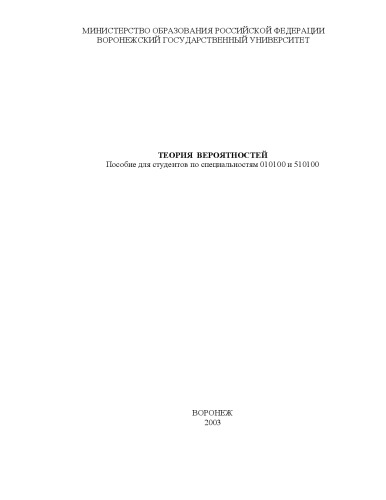 МИНИСТЕРСТВО ОБРАЗОВАНИЯ РОССИЙСКОЙ ФЕДЕРАЦИИ
ВОРОНЕЖСКИЙ ГОСУДАРСТВЕННЫЙ УНИВЕРСИТЕТ
ТЕОРИЯ ВЕРОЯТНОСТЕЙ
Пособие для студентов по специальностям 010100 и 510100
ВОРОНЕЖ
2003